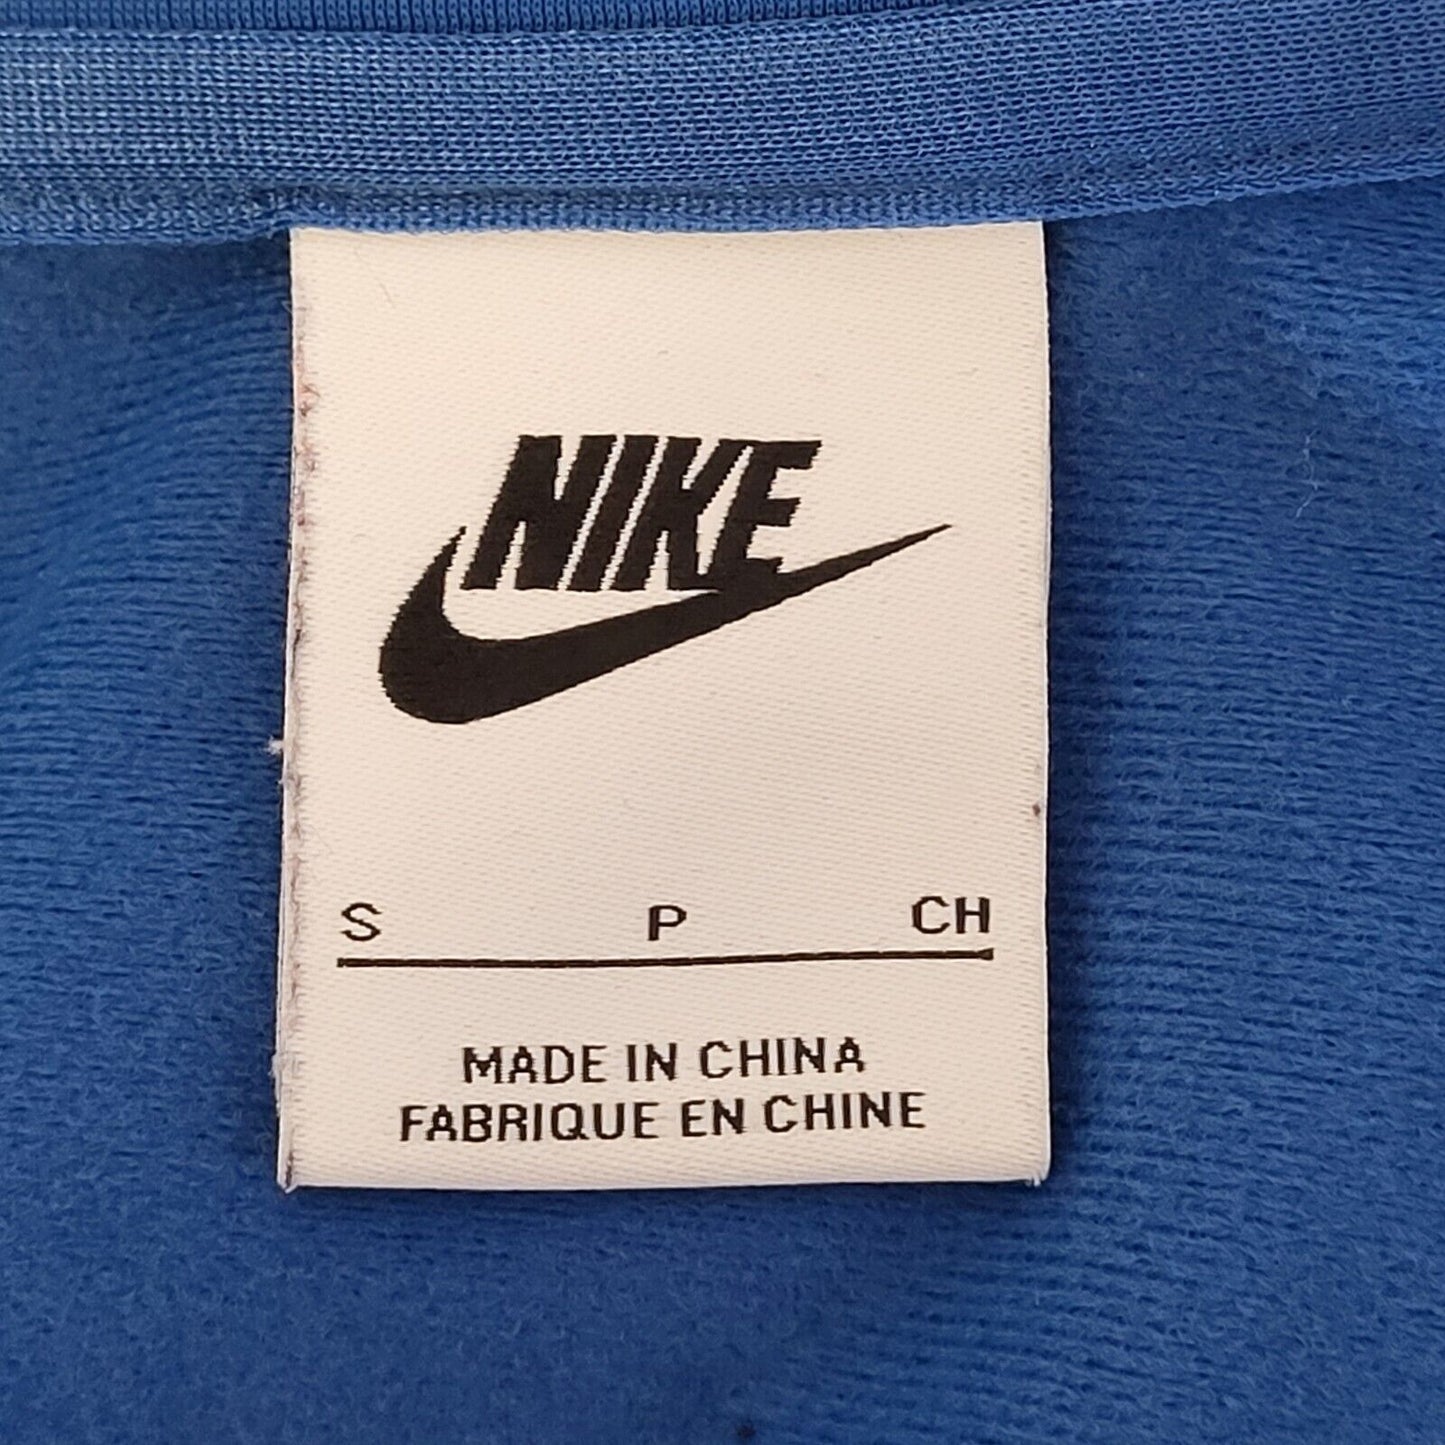 NIKE
S P CH
MADE IN CHINA
FABRIQUE EN CHINE